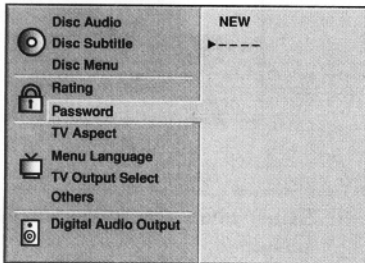 Disc Audio
Disc Subtitle
Disc Menu
Rating
Password
TV Aspect
Menu Language
TV Output Select
Others
Digital Audio Output
NEW
▶– – – –